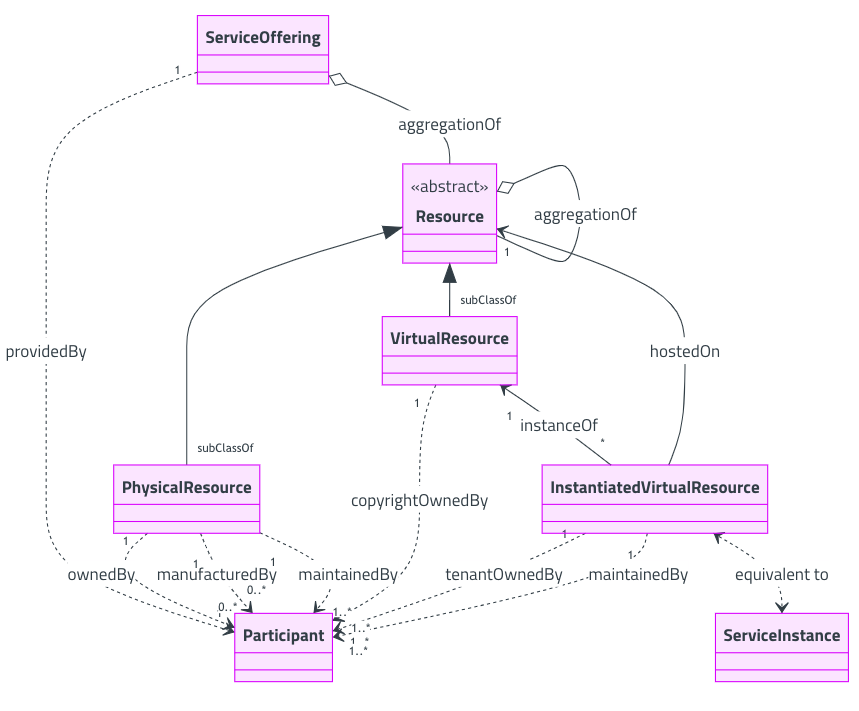 ServiceOffering
1
aggregationOf
«abstract»
Resource
aggregationOf
1
subClassOf
VirtualResource
providedBy
hostedOn
1
1
instanceOf
*
subClassOf
PhysicalResource
InstantiatedVirtualResource
copyrightOwnedBy
1
1
1
1
1
ownedBy
manufacturedBy
maintainedBy
tenantOwnedBy
maintainedBy
equivalent to
0..*
0..*
1..*
1..*
1..*
Participant
ServiceInstance